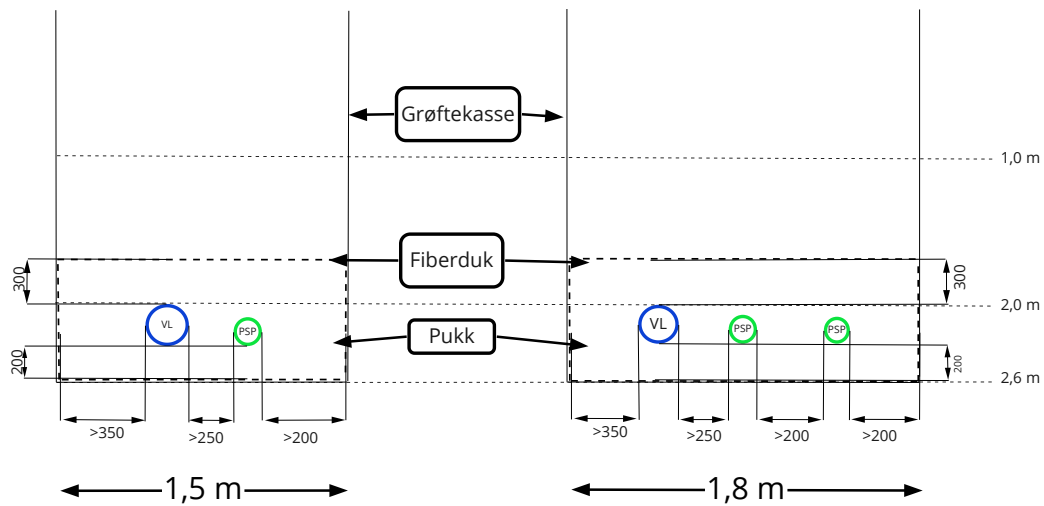 Grøftekasse
1,0 m
Fiberduk
300
300
2,0 m
VL
PSP
VL
PSP
PSP
Pukk
200
200
2,6 m
>350
>250
>200
>350
>250
>200
>200
1,5 m
1,8 m